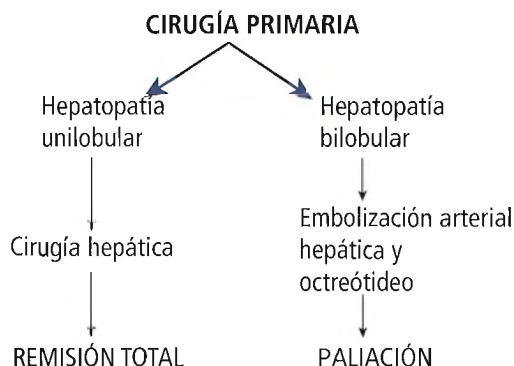 CIRUGÍA PRIMARIA
Hepatopatía
unilobular
Cirugía hepática
REMISIÓN TOTAL
Hepatopatía
bilobular
Embolización arterial
hepática y
octreótideo
PALIACIÓN